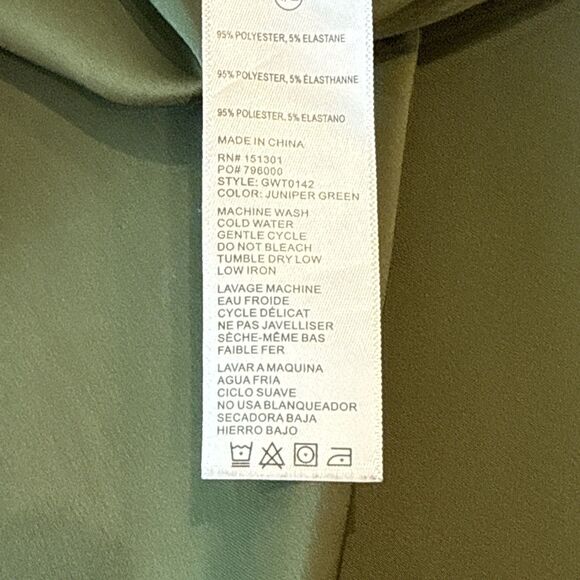 95% POLYESTER, 5% ELASTANE
95% POLYESTER, 5% ÉLASTHANNE
95% POLIESTER, 5% ELASTANO
MADE IN CHINA
RN# 151301
PO# 796000
STYLE: GWT0142
COLOR: JUNIPER GREEN
MACHINE WASH
COLD WATER
GENTLE CYCLE
DO NOT BLEACH
TUMBLE DRY LOW
LOW IRON
LAVAGE MACHINE
EAU FROIDE
CYCLE DÉLICAT
NE PAS JAVELLISER
SÈCHE-MÊME BAS
FAIBLE FER
LAVAR A MAQUINA
AGUA FRIA
CICLO SUAVE
NO USA BLANQUEADOR
SECADORA BAJA
HIERRO BAJO